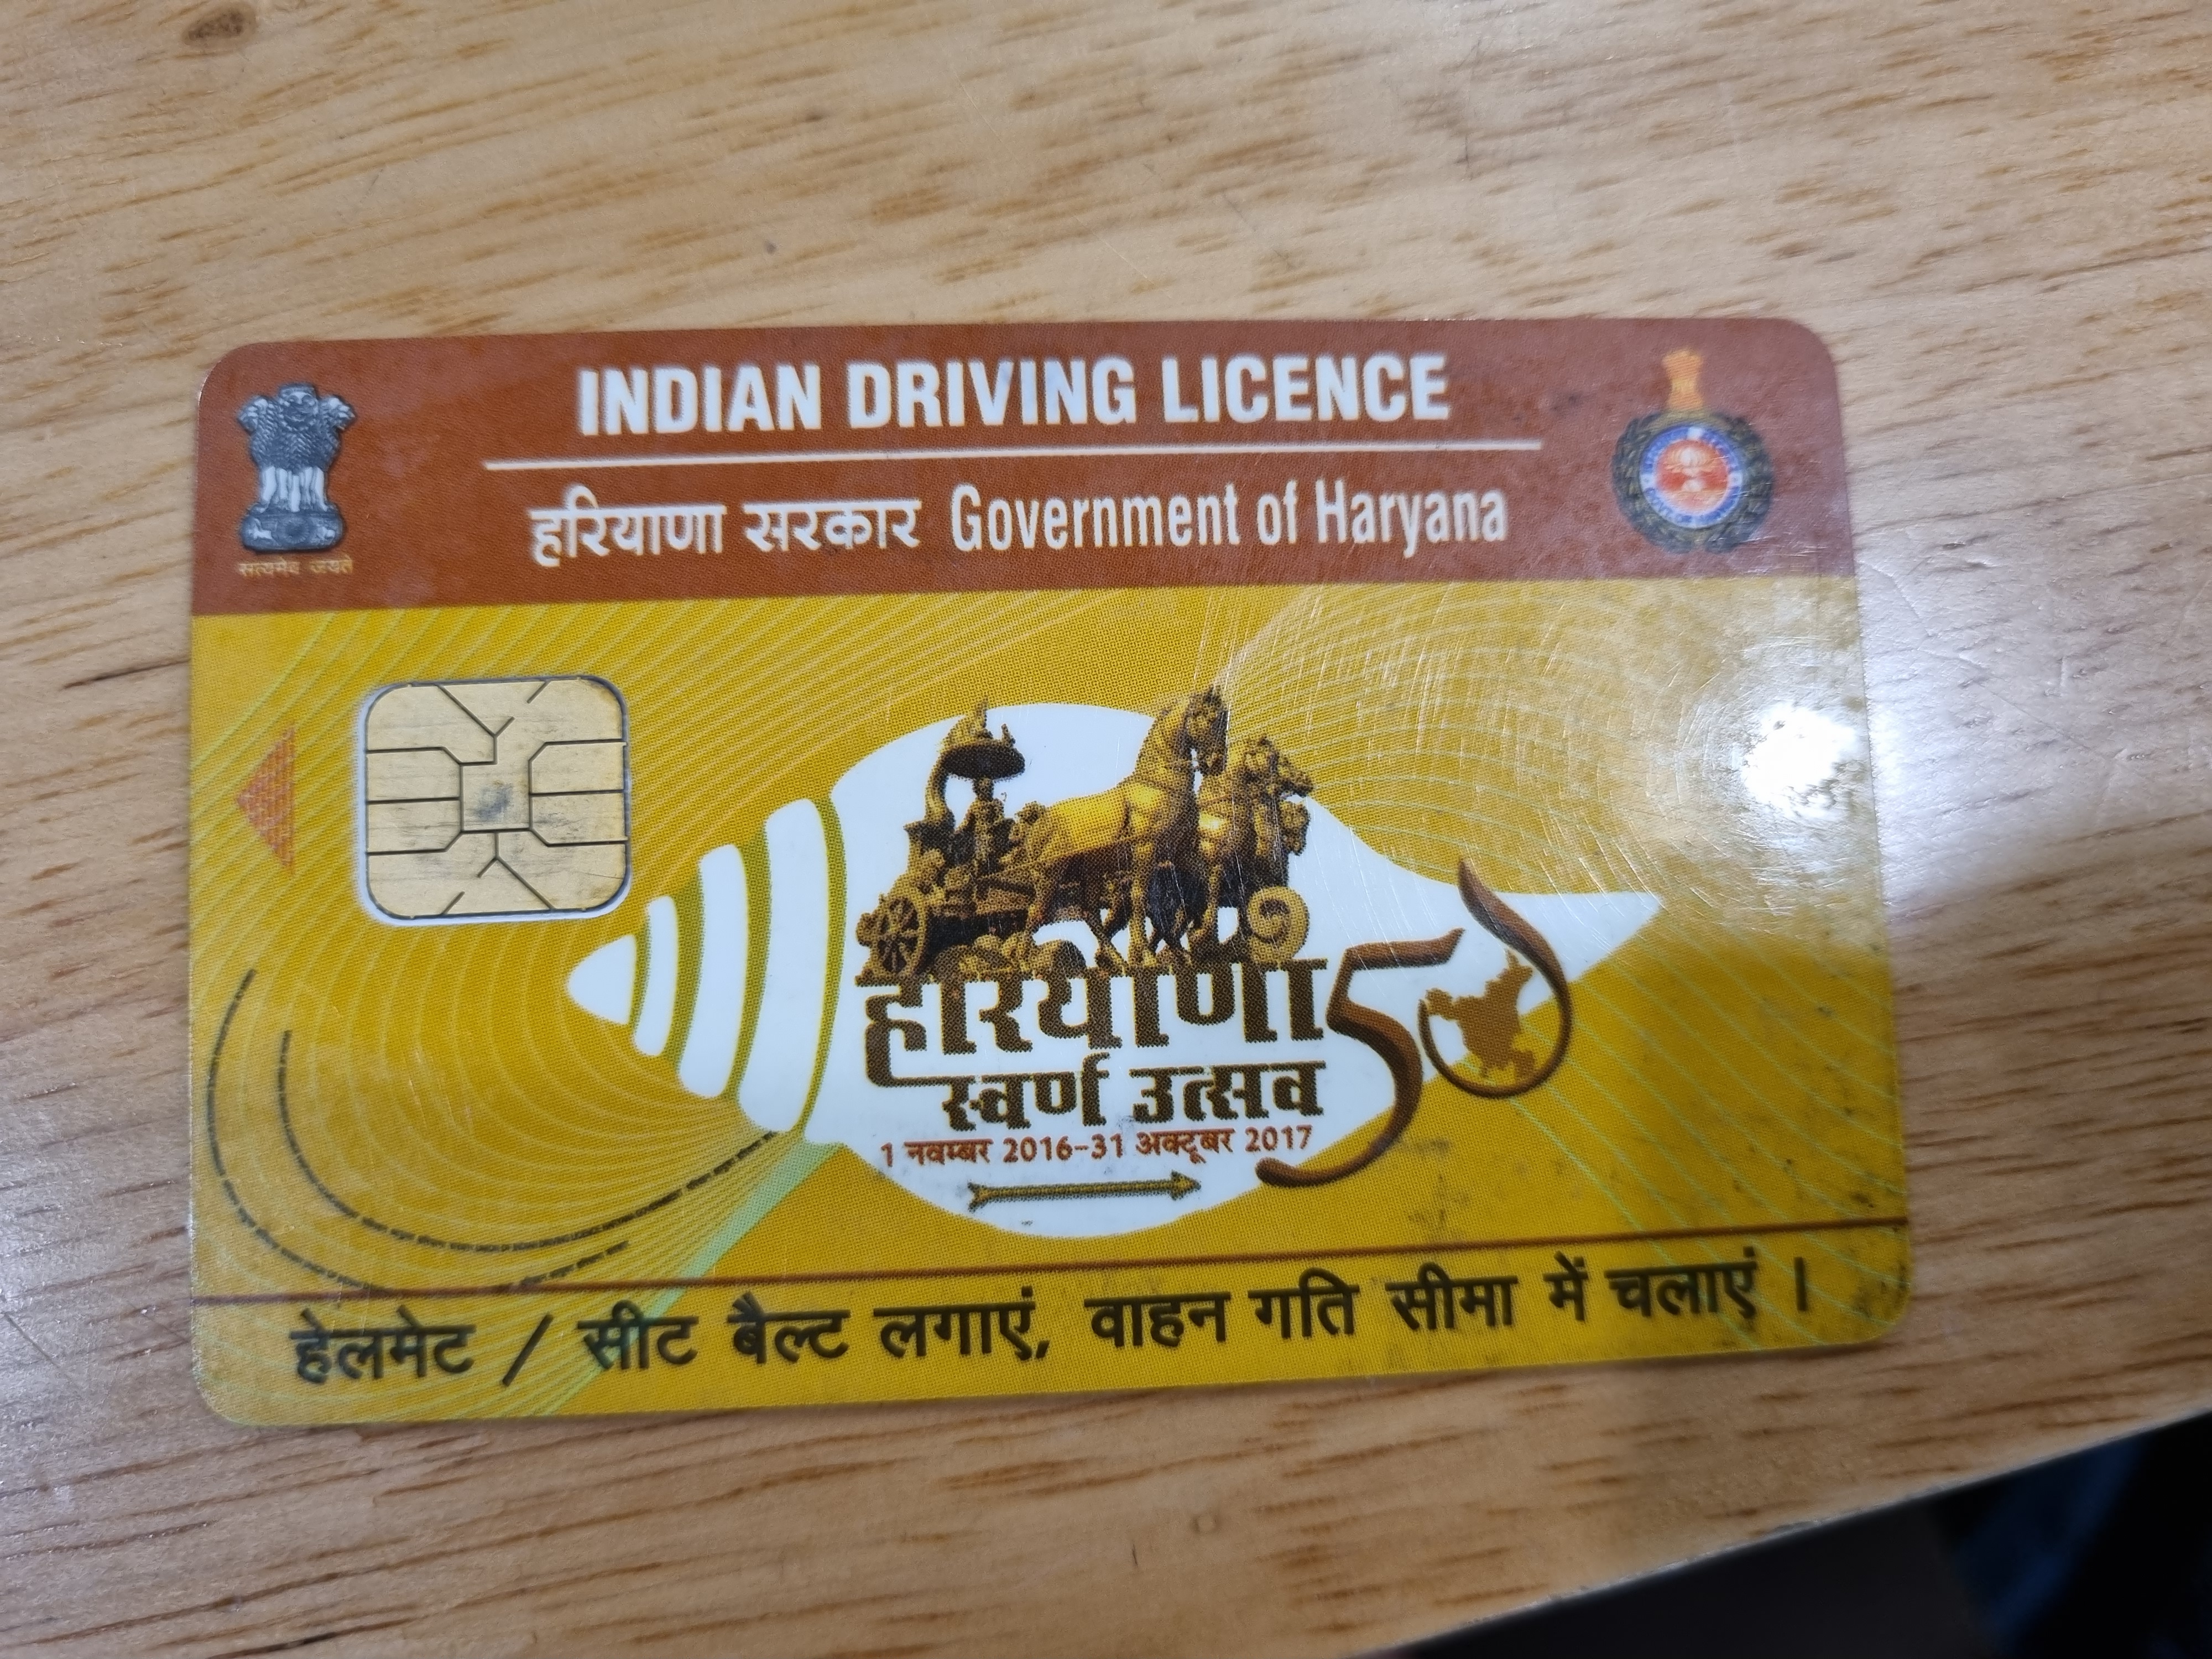 INDIAN DRIVING LICENCE
हरियाणा सरकार Government of Haryana
सत्यमेव जयते
हरियाणा
स्वर्ण उत्सव
1 नवम्बर 2016-31 अक्टूबर 2017
50
हेलमेट / सीट बैल्ट लगाएं, वाहन गति सीमा में चलाएं ।